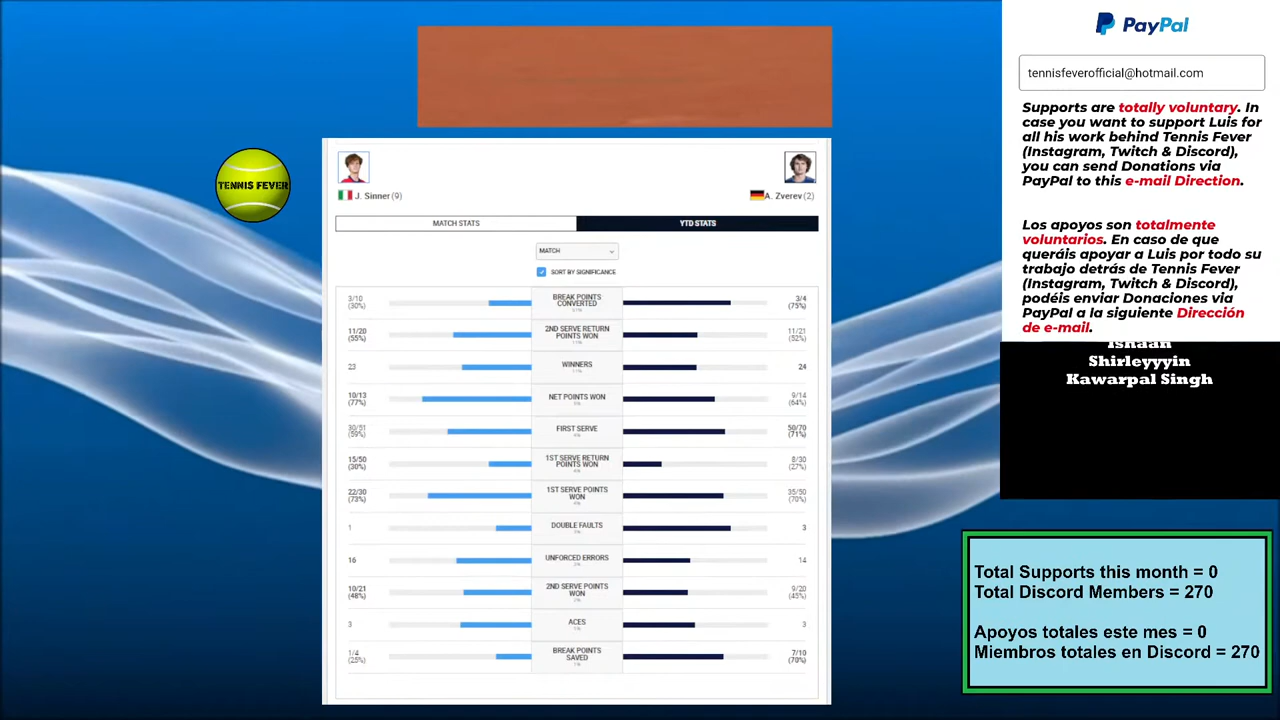 TENNIS FEVER
J. Sinner (9)
A. Zverev (2)
MATCH STATS
YTD STATS
MATCH
SORT BY SIGNIFICANCE
3/10
(30%)
BREAK POINTS
CONVERTED
3/4
(75%)
11/20
(55%)
2ND SERVE RETURN
POINTS WON
11/21
(52%)
23
WINNERS
24
10/13
(77%)
NET POINTS WON
9/14
(64%)
30/51
(59%)
FIRST SERVE
50/70
(71%)
15/50
(30%)
1ST SERVE RETURN
POINTS WON
8/30
(27%)
22/30
(73%)
1ST SERVE POINTS
WON
35/50
(70%)
1
DOUBLE FAULTS
3
16
UNFORCED ERRORS
14
10/21
(48%)
2ND SERVE POINTS
WON
9/20
(45%)
3
ACES
3
1/4
(25%)
BREAK POINTS
SAVED
7/10
(70%)
PayPal
tennisfeverofficial@hotmail.com
Supports are totally voluntary. In
case you want to support Luis for
all his work behind Tennis Fever
(Instagram, Twitch & Discord),
you can send Donations via
PayPal to this e-mail Direction.
Los apoyos son totalmente
voluntarios. En caso de que
queráis apoyar a Luis por todo su
trabajo detrás de Tennis Fever
(Instagram, Twitch & Discord),
podéis enviar Donaciones via
PayPal a la siguiente Dirección
de e-mail.
Ishaan
Shirleyyyin
Kawarpal Singh
Total Supports this month = 0
Total Discord Members = 270
Apoyos totales este mes = 0
Miembros totales en Discord = 270